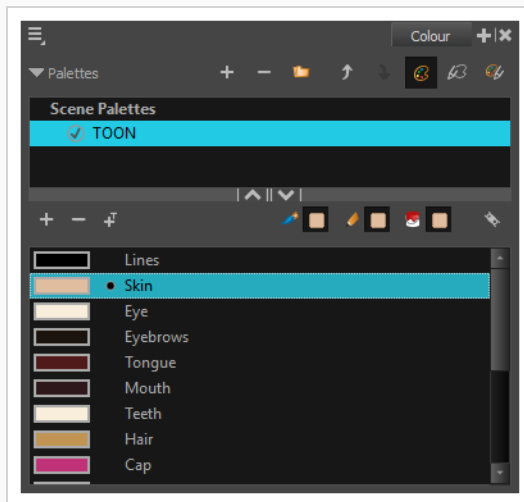 Colour
Palettes
Scene Palettes
TOON
Lines
Skin
Eye
Eyebrows
Tongue
Mouth
Teeth
Hair
Cap